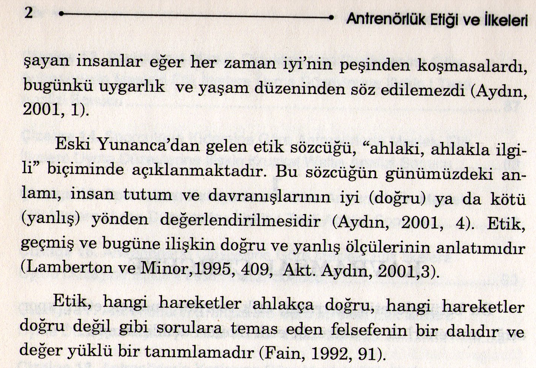 2
Antrenörlük Etiği ve İlkeleri
şayan insanlar eğer her zaman iyi'nin peşinden koşmasalardı,
bugünkü uygarlık ve yaşam düzeninden söz edilemezdi (Aydın,
2001, 1).
Eski Yunanca'dan gelen etik sözcüğü, "ahlaki, ahlakla ilgi-
li" biçiminde açıklanmaktadır. Bu sözcüğün günümüzdeki an-
lamı, insan tutum ve davranışlarının iyi (doğru) ya da kötü
(yanlış) yönden değerlendirilmesidir (Aydın, 2001, 4). Etik,
geçmiş ve bugüne ilişkin doğru ve yanlış ölçülerinin anlatımıdır
(Lamberton ve Minor,1995, 409, Akt. Aydın, 2001,3).
Etik, hangi hareketler ahlakça doğru, hangi hareketler
doğru değil gibi sorulara temas eden felsefenin bir dalıdır ve
değer yüklü bir tanımlamadır (Fain, 1992, 91).